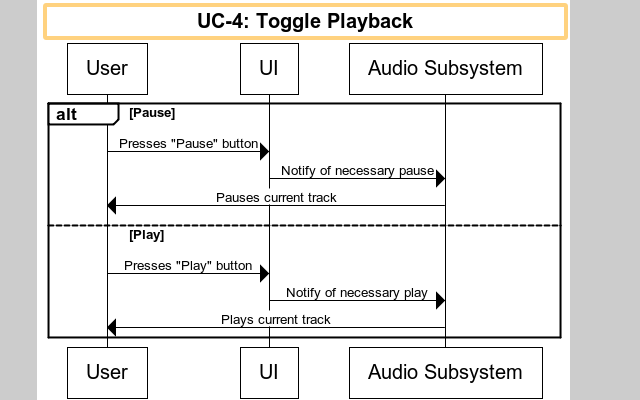 UC-4: Toggle Playback
User UI Audio Subsystem
alt [Pause]
Presses "Pause" button
Notify of necessary pause
Pauses current track
[Play]
Presses "Play" button
Notify of necessary play
Plays current track
User UI Audio Subsystem